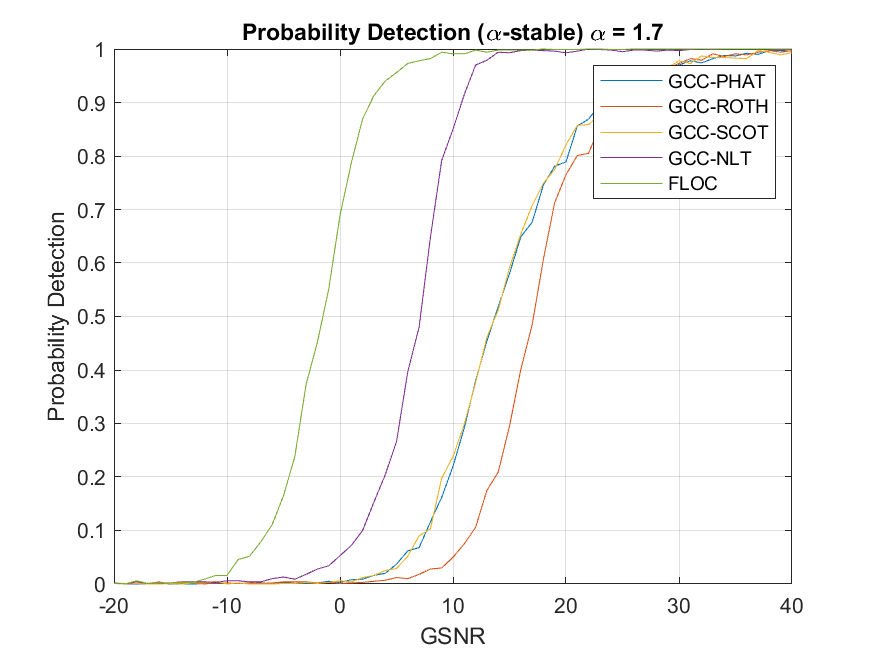 Probability Detection (α-stable) α = 1.7
1
0.9
0.8
0.7
0.6
0.5
0.4
0.3
0.2
0.1
0
Probability Detection
GCC-PHAT
GCC-ROTH
GCC-SCOT
GCC-NLT
FLOC
-20 -10 0 10 20 30 40
GSNR